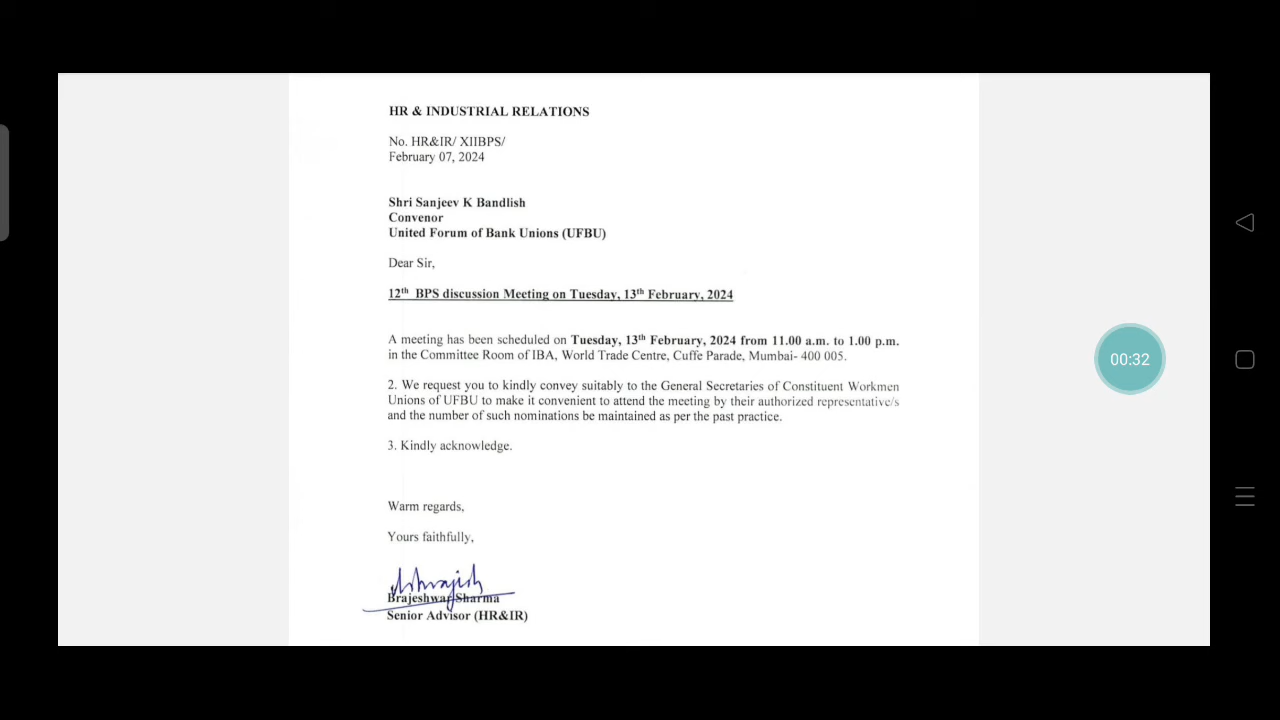 HR & INDUSTRIAL RELATIONS
No. HR&IR/ XIIBPS/
February 07, 2024
Shri Sanjeev K Bandlish
Convenor
United Forum of Bank Unions (UFBU)
Dear Sir,
12th BPS discussion Meeting on Tuesday, 13th February, 2024
A meeting has been scheduled on Tuesday, 13th February, 2024 from 11.00 a.m. to 1.00 p.m.
in the Committee Room of IBA, World Trade Centre, Cuffe Parade, Mumbai- 400 005.
2. We request you to kindly convey suitably to the General Secretaries of Constituent Workmen
Unions of UFBU to make it convenient to attend the meeting by their authorized representative/s
and the number of such nominations be maintained as per the past practice.
3. Kindly acknowledge.
Warm regards,
Yours faithfully,
Brajeshwar Sharma
Senior Advisor (HR&IR)
00:32